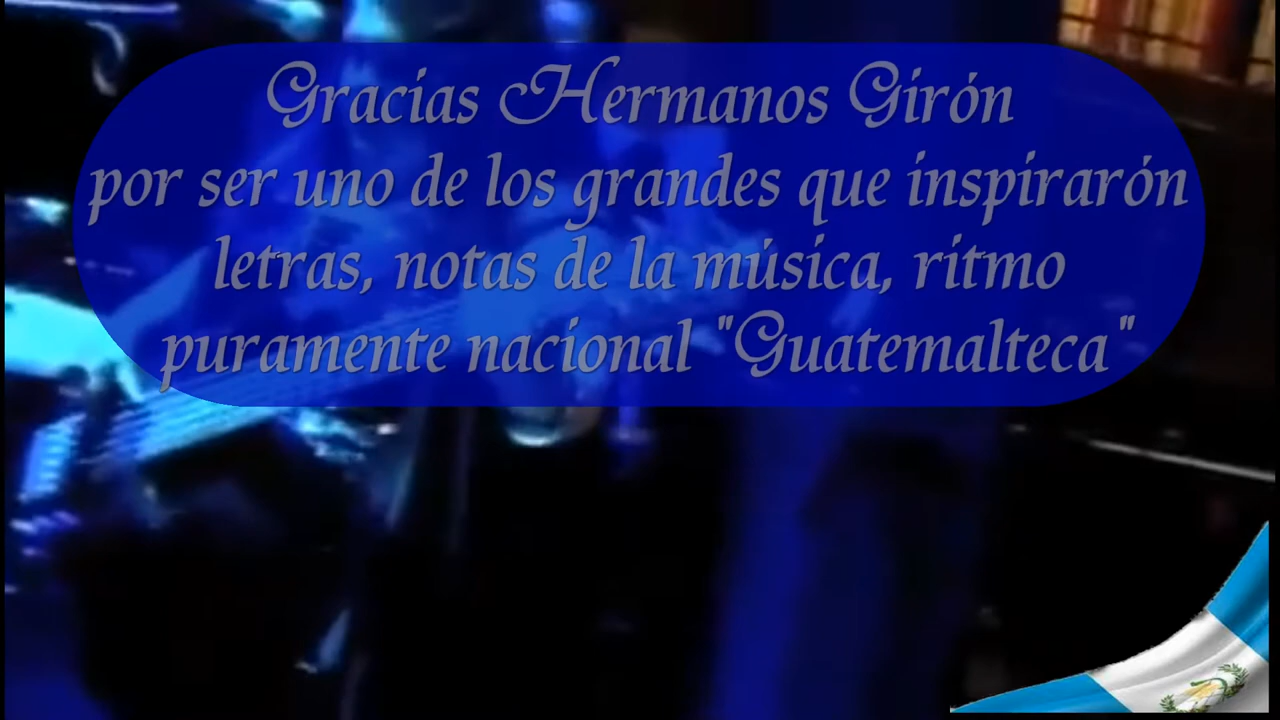 Gracias Hermanos Girón
por ser uno de los grandes que inspirarón
letras, notas de la música, ritmo
puramente nacional "Guatemalteca"